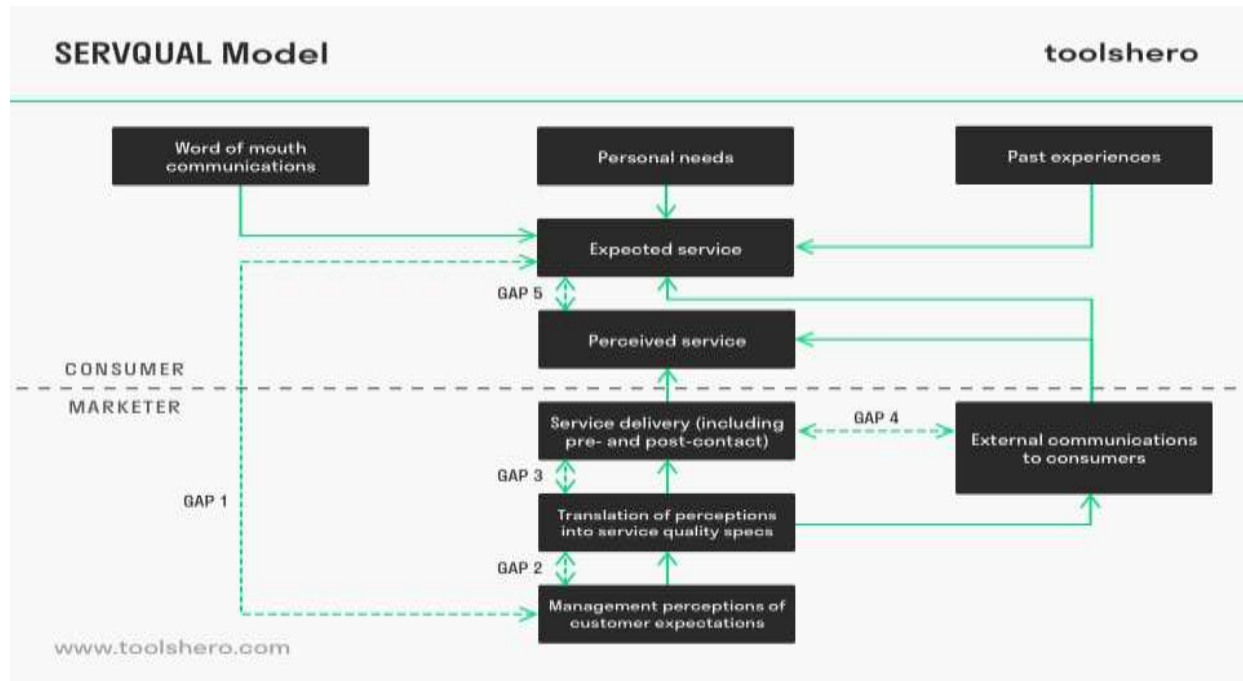 SERVQUAL Model
toolshero
Word of mouth
communications
Personal needs
Past experiences
Expected service
GAP 5
Perceived service
CONSUMER
MARKETER
Service delivery (including
pre- and post-contact)
GAP 4
External communications
to consumers
GAP 3
GAP 1
Translation of perceptions
into service quality specs
GAP 2
Management perceptions of
customer expectations
www.toolshero.com